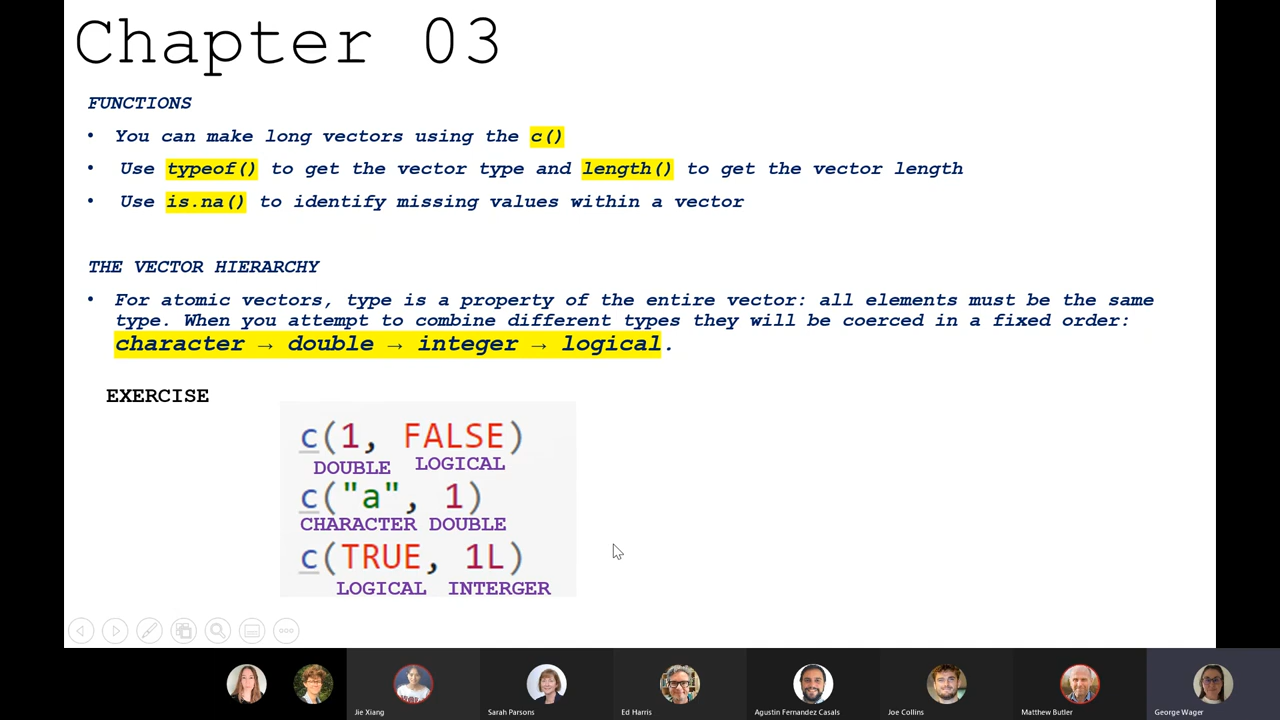 Chapter 03
FUNCTIONS
• You can make long vectors using the c()
• Use typeof() to get the vector type and length() to get the vector length
• Use is.na() to identify missing values within a vector
THE VECTOR HIERARCHY
• For atomic vectors, type is a property of the entire vector: all elements must be the same
type. When you attempt to combine different types they will be coerced in a fixed order:
character → double → integer → logical.
EXERCISE
c(1, FALSE)
DOUBLE LOGICAL
c("a", 1)
CHARACTER DOUBLE
c(TRUE, 1L)
LOGICAL INTERGER
Jie Xiang
Sarah Parsons
Ed Harris
Agustin Fernandez Casals
Joe Collins
Matthew Butler
George Wager